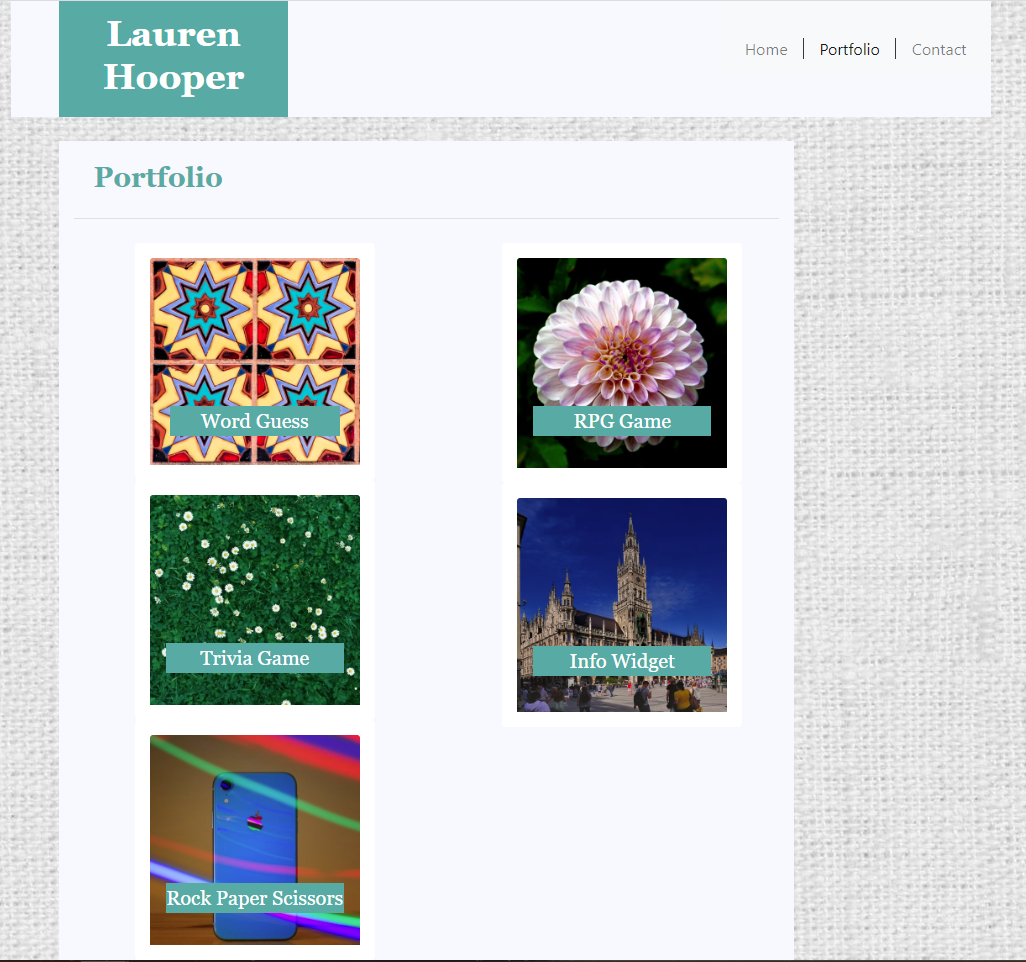 Lauren
Hooper
Home
Portfolio
Contact
Portfolio
Word Guess
RPG Game
Trivia Game
Info Widget
Rock Paper Scissors